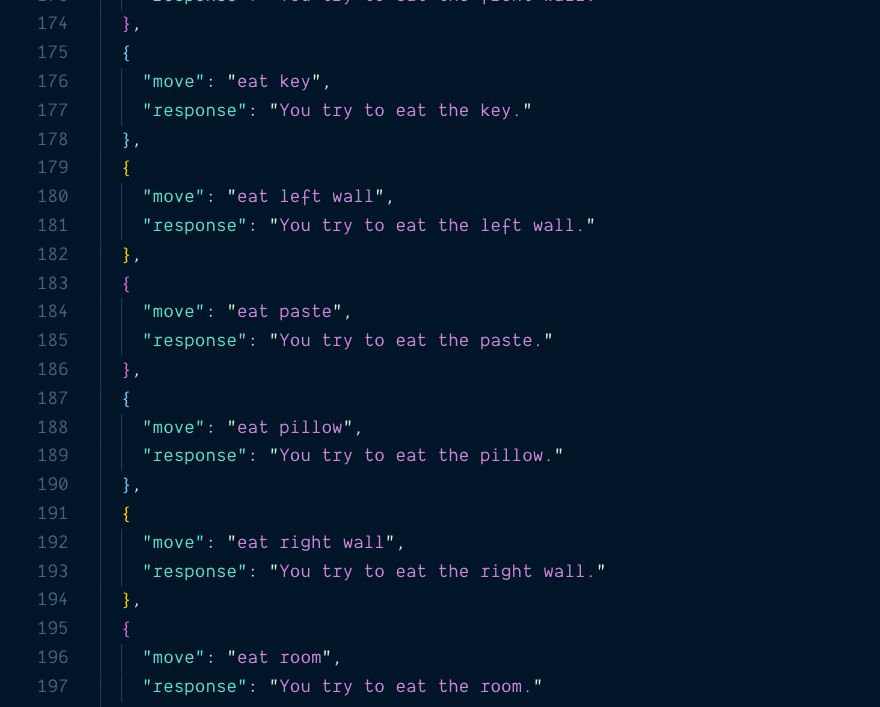 174 },
175 {
176 "move": "eat key",
177 "response": "You try to eat the key."
178 },
179 {
180 "move": "eat left wall",
181 "response": "You try to eat the left wall."
182 },
183 {
184 "move": "eat paste",
185 "response": "You try to eat the paste."
186 },
187 {
188 "move": "eat pillow",
189 "response": "You try to eat the pillow."
190 },
191 {
192 "move": "eat right wall",
193 "response": "You try to eat the right wall."
194 },
195 {
196 "move": "eat room",
197 "response": "You try to eat the room."